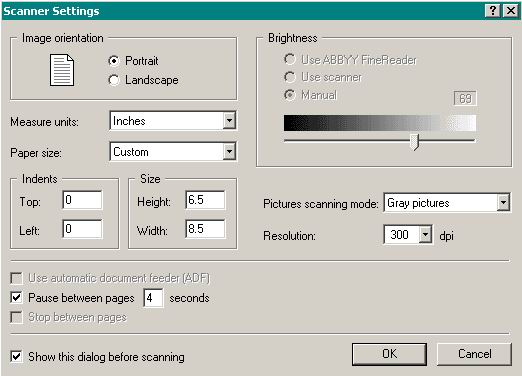 Scanner Settings
Image orientation
Portrait
Landscape
Measure units: Inches
Paper size: Custom
Indents
Top: 0
Left: 0
Size
Height: 6.5
Width: 8.5
Brightness
Use ABBYY FineReader
Use scanner
Manual
69
Pictures scanning mode: Gray pictures
Resolution: 300 dpi
Use automatic document feeder (ADF)
Pause between pages 4 seconds
Stop between pages
Show this dialog before scanning
OK Cancel